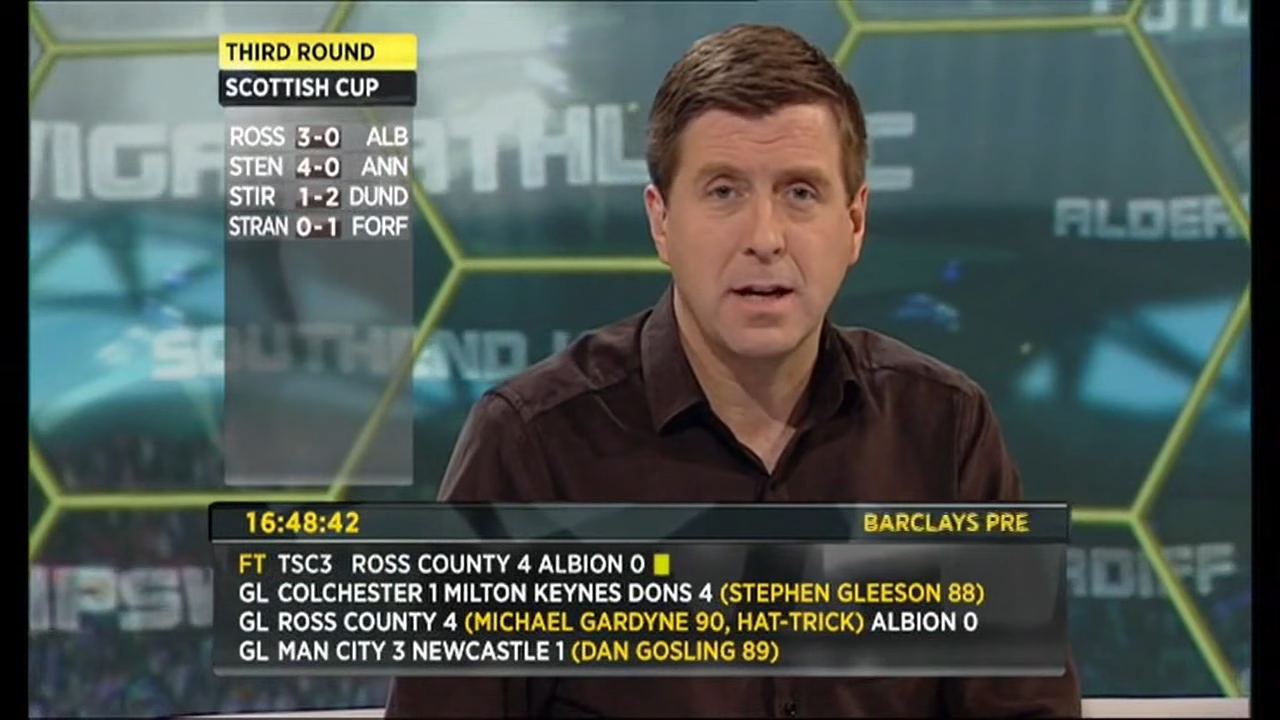 THIRD ROUND
SCOTTISH CUP
ROSS 3-0 ALB
STEN 4-0 ANN
STIR 1-2 DUND
STRAN 0-1 FORF
ATHL
ALDER
SOUTHEND
16:48:42 BARCLAYS PRE
FT TSC3 ROSS COUNTY 4 ALBION 0
GL COLCHESTER 1 MILTON KEYNES DONS 4 (STEPHEN GLEESON 88)
GL ROSS COUNTY 4 (MICHAEL GARDYNE 90, HAT-TRICK) ALBION 0
GL MAN CITY 3 NEWCASTLE 1 (DAN GOSLING 89)